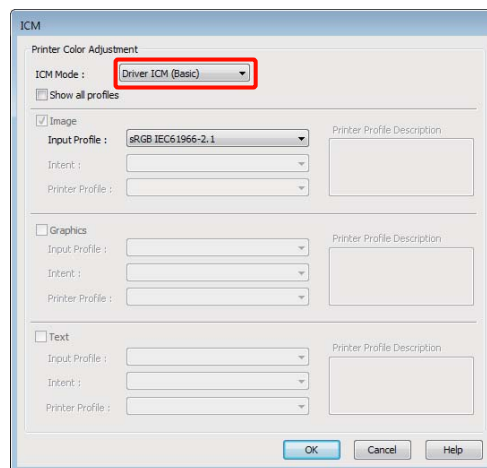 ICM
Printer Color Adjustment
ICM Mode : Driver ICM (Basic)
Show all profiles
Image
Printer Profile Description
Input Profile : sRGB IEC61966-2.1
Intent :
Printer Profile :
Graphics
Printer Profile Description
Input Profile :
Intent :
Printer Profile :
Text
Printer Profile Description
Input Profile :
Intent :
Printer Profile :
OK Cancel Help